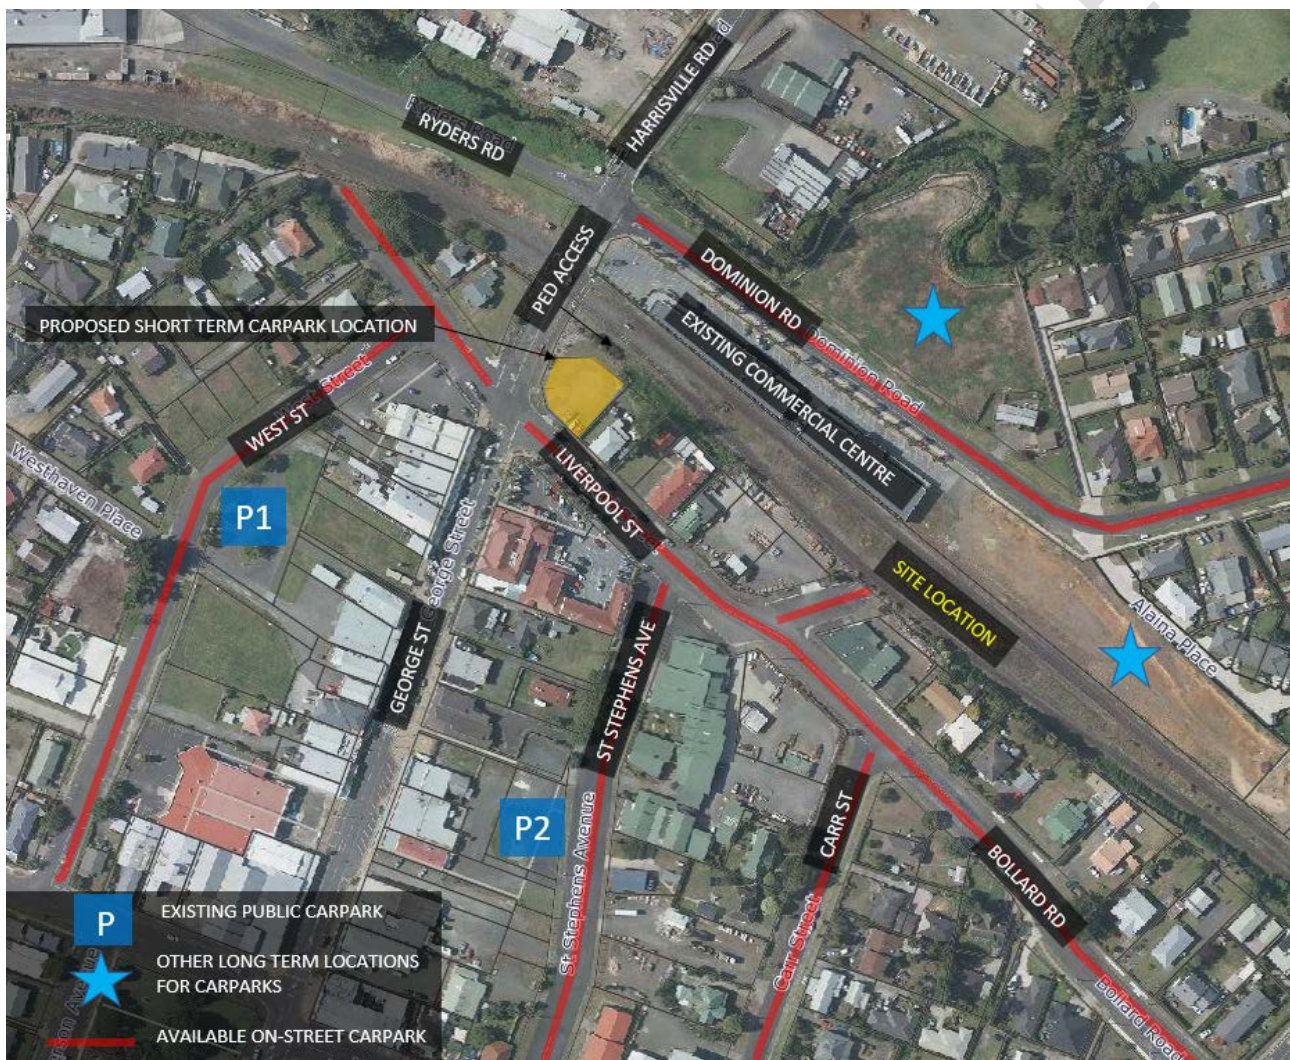 HARRISVILLE RD
RYDERS RD
PED ACCESS
DOMINION RD
Dominion Road
EXISTING COMMERCIAL CENTRE
PROPOSED SHORT TERM CARPARK LOCATION
WEST ST
Street
Westhaven Place
P1
LIVERPOOL ST
George Street
GEORGE ST
SITE LOCATION
Alaina Place
ST STEPHENS AVE
St Stephens Avenue
P2
CARR ST
Carr Street
BOLLARD RD
Bollard Road
P EXISTING PUBLIC CARPARK
OTHER LONG TERM LOCATIONS
FOR CARPARKS
AVAILABLE ON-STREET CARPARK